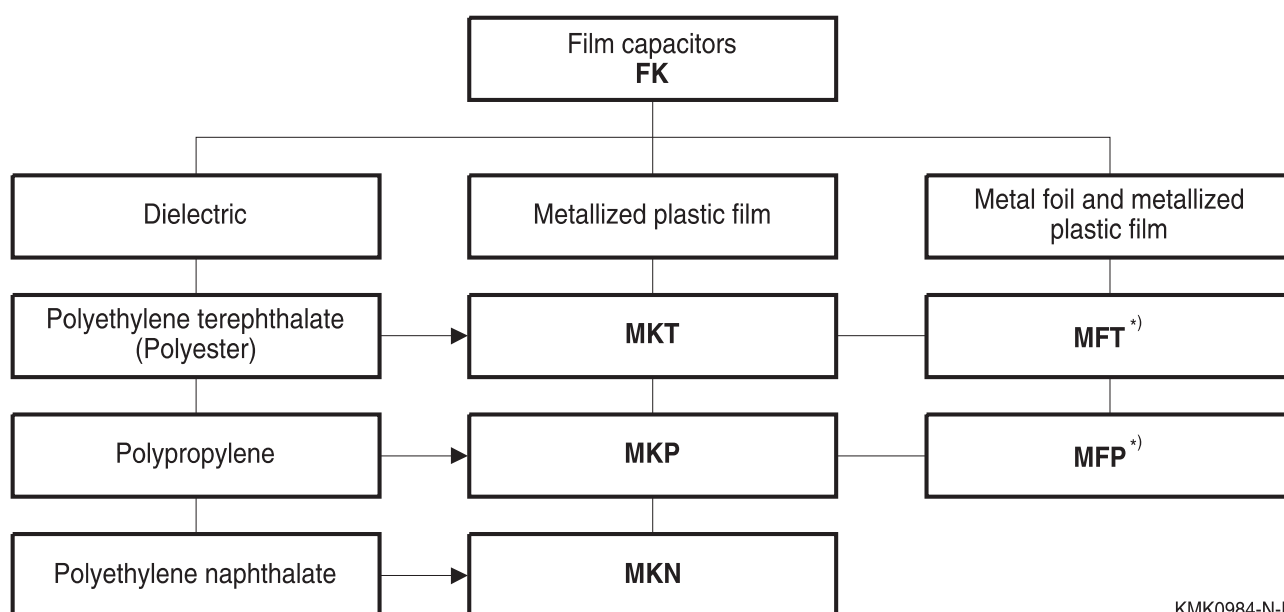 Film capacitors
FK
Dielectric
Metallized plastic film
Metal foil and metallized
plastic film
Polyethylene terephthalate
(Polyester)
MKT
MFT *)
Polypropylene
MKP
MFP *)
Polyethylene naphthalate
MKN
KMK0984-N-